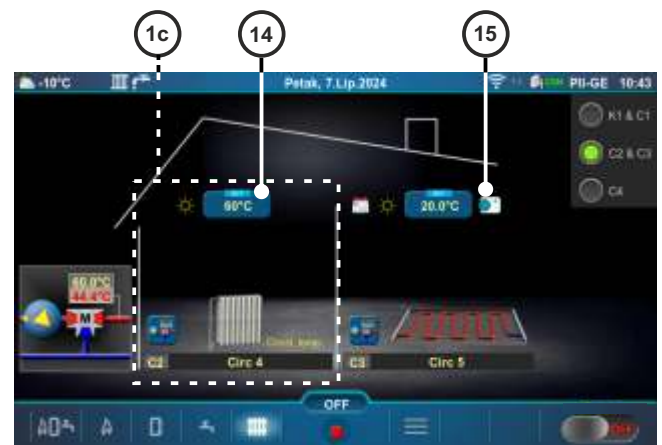 1c
14
15
-10°C
Petak, 7.Lip.2024
PII-GE 10:43
K1 & C1
C2 & C3
C4
60°C
20.0°C
60.0°C
44.4°C
M
C2
Circ 4
C3
Circ 5
OFF
OFF